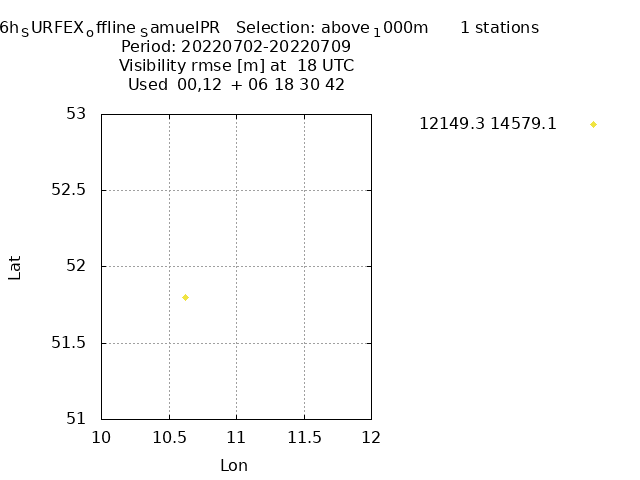 6h_SURFEX_offline_SamuelPR Selection: above_1000m 1 stations
Period: 20220702-20220709
Visibility rmse [m] at 18 UTC
Used 00,12 + 06 18 30 42
12149.3 14579.1
53
52.5
52
51.5
51
Lat
10 10.5 11 11.5 12
Lon